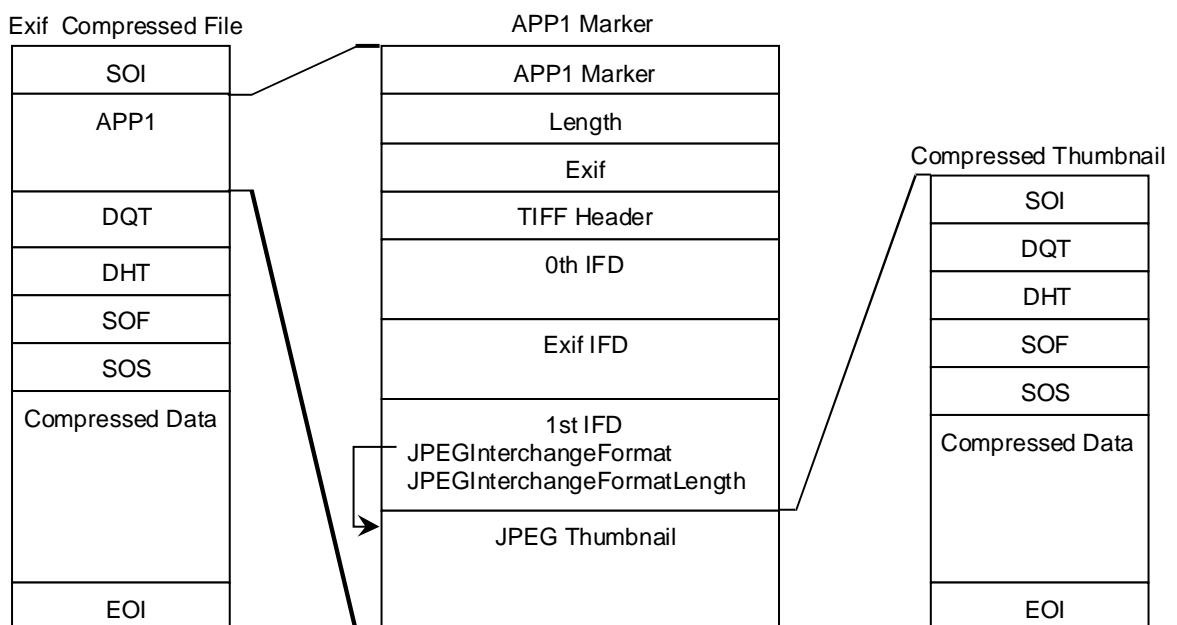 Exif Compressed File
SOI
APP1
DQT
DHT
SOF
SOS
Compressed Data
EOI
APP1 Marker
APP1 Marker
Length
Exif
TIFF Header
0th IFD
Exif IFD
1st IFD
JPEGInterchangeFormat
JPEGInterchangeFormatLength
JPEG Thumbnail
Compressed Thumbnail
SOI
DQT
DHT
SOF
SOS
Compressed Data
EOI